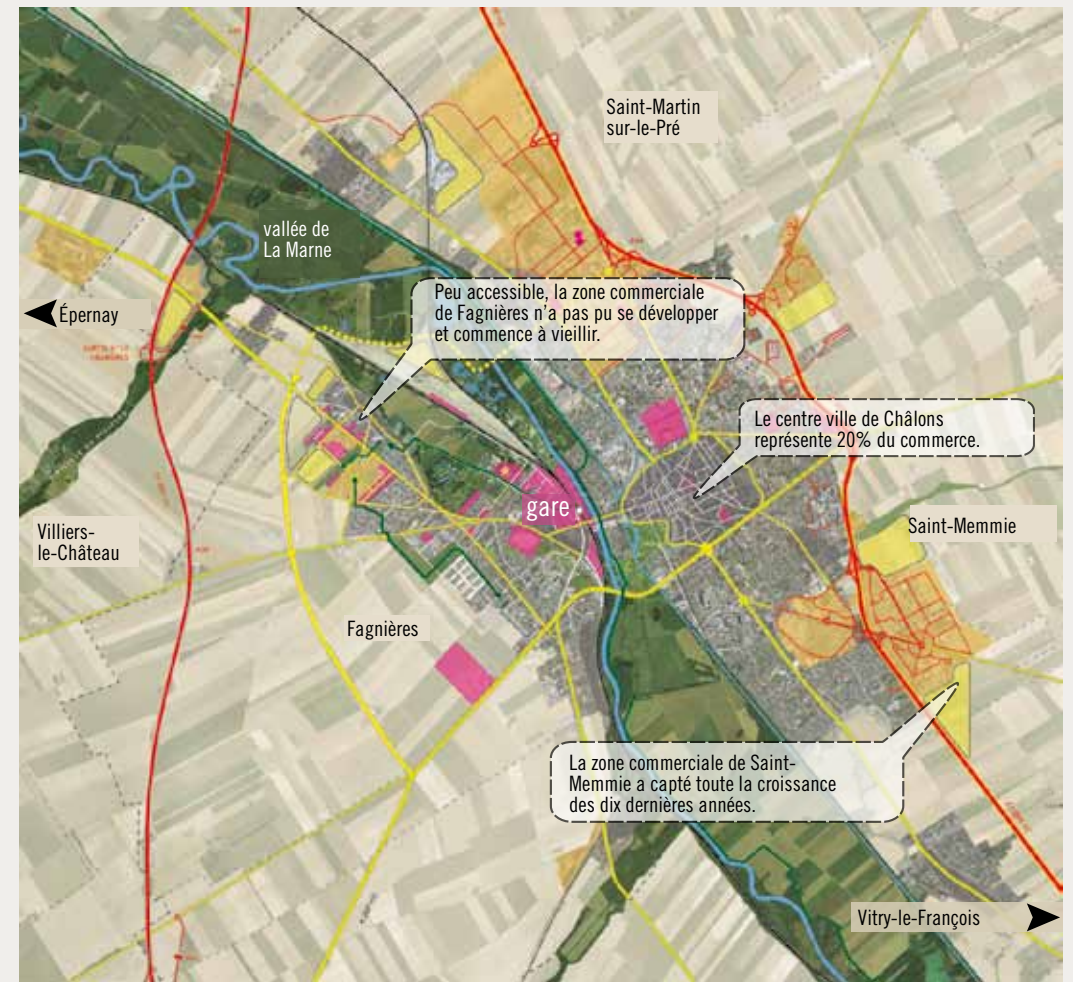 Saint-Martin
sur-le-Pré
vallée de
La Marne
Peu accessible, la zone commerciale
de Fagnières n'a pas pu se développer
et commence à vieillir.
Épernay
Le centre ville de Châlons
représente 20% du commerce.
gare
Saint-Memmie
Villiers-
le-Château
Fagnières
La zone commerciale de Saint-
Memmie a capté toute la croissance
des dix dernières années.
Vitry-le-François